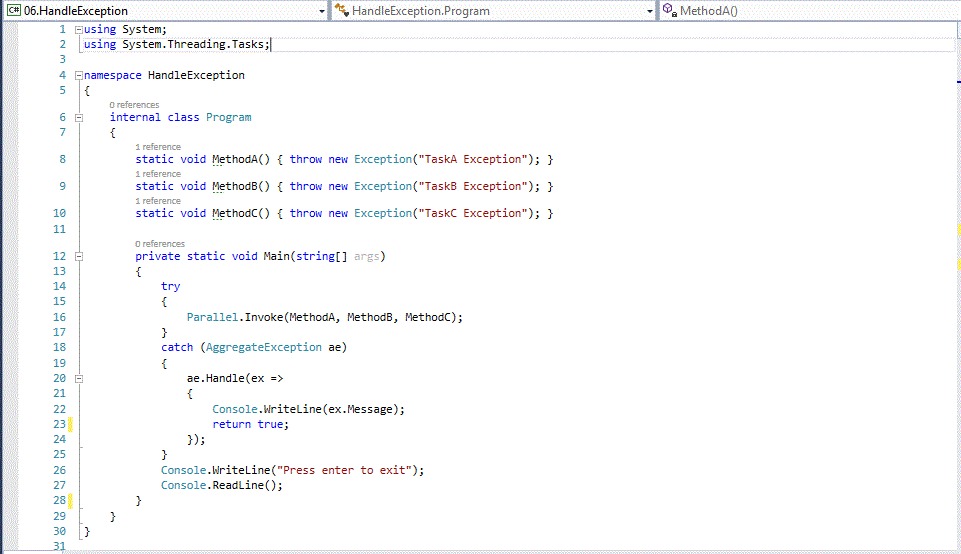 C# 06.HandleException HandleException.Program MethodA()
1 using System;
2 using System.Threading.Tasks;
3
4 namespace HandleException
5 {
0 references
6 internal class Program
7 {
1 reference
8 static void MethodA() { throw new Exception("TaskA Exception"); }
1 reference
9 static void MethodB() { throw new Exception("TaskB Exception"); }
1 reference
10 static void MethodC() { throw new Exception("TaskC Exception"); }
11
0 references
12 private static void Main(string[] args)
13 {
14 try
15 {
16 Parallel.Invoke(MethodA, MethodB, MethodC);
17 }
18 catch (AggregateException ae)
19 {
20 ae.Handle(ex =>
21 {
22 Console.WriteLine(ex.Message);
23 return true;
24 });
25 }
26 Console.WriteLine("Press enter to exit");
27 Console.ReadLine();
28 }
29 }
30 }
31